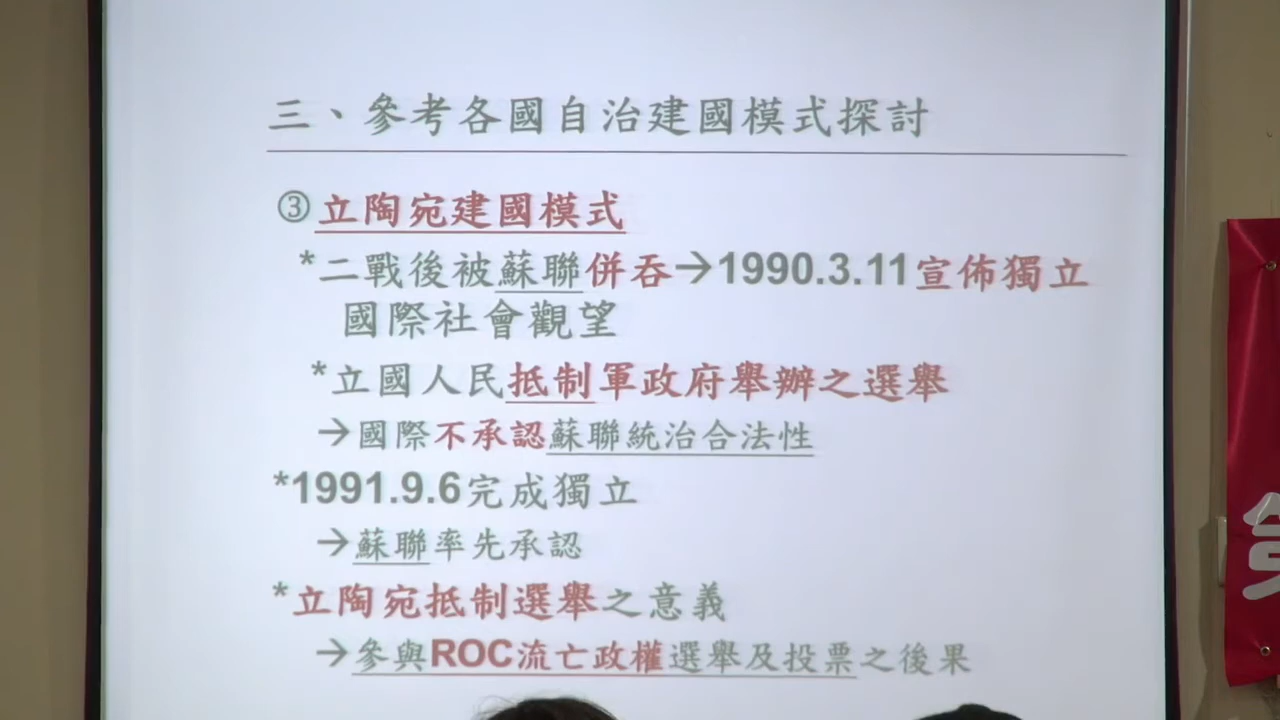 三、參考各國自治建國模式探討
③立陶宛建國模式
*二戰後被蘇聯併吞→1990.3.11宣佈獨立
國際社會觀望
*立國人民抵制軍政府舉辦之選舉
→國際不承認蘇聯統治合法性
*1991.9.6完成獨立
→蘇聯率先承認
*立陶宛抵制選舉之意義
→參與ROC流亡政權選舉及投票之後果